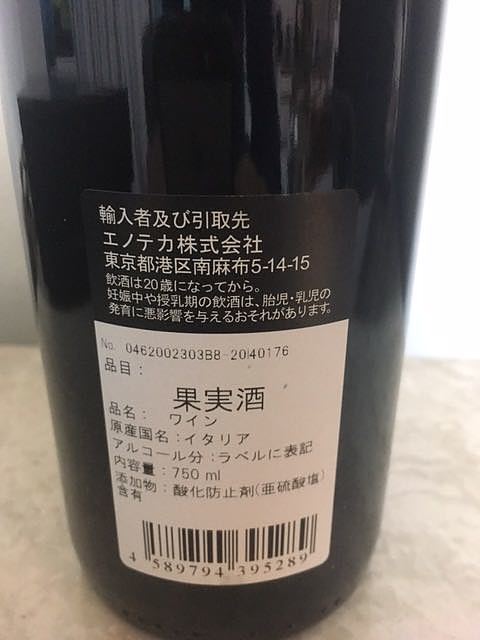 輸入者及び引取先
エノテカ株式会社
東京都港区南麻布5-14-15
飲酒は20歳になってから。
妊娠中や授乳期の飲酒は、胎児・乳児の
発育に悪影響を与えるおそれがあります。
No. 0462002303B8-20140176
品目：
果実酒
品名： ワイン
原産国名：イタリア
アルコール分：ラベルに表記
内容量：750 ml
添加物：酸化防止剤(亜硫酸塩)
含有
4 589794 395289